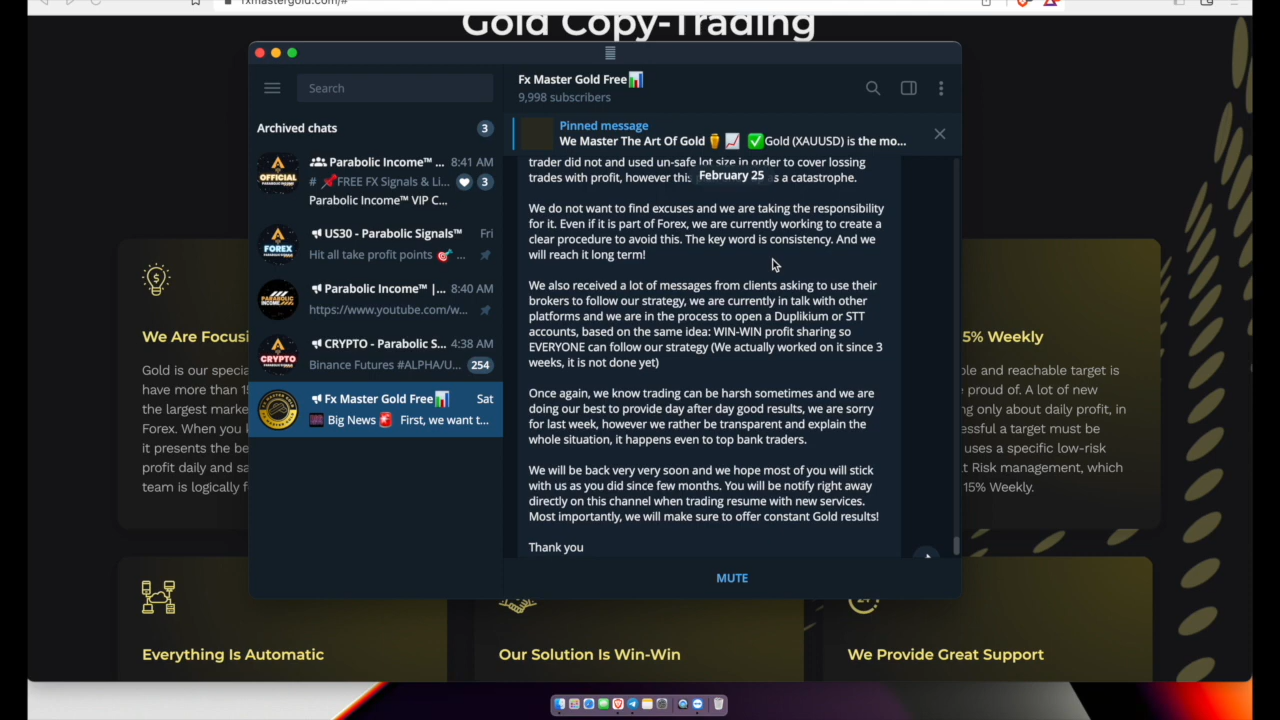 fxmastergold.com/#
Gold Copy-Trading
Search
Archived chats
3
Parabolic Income™ ... 8:41 AM
# 📌FREE FX Signals & Li... 3
Parabolic Income™ VIP C...
US30 - Parabolic Signals™ Fri
Hit all take profit points 🎯 ...
Parabolic Income™ |... 8:40 AM
https://www.youtube.com/w...
CRYPTO - Parabolic S... 4:38 AM
Binance Futures #ALPHA/U... 254
Fx Master Gold Free📊 Sat
Big News🚨 First, we want t...
OFFICIAL
PARABOLIC INCOME
FOREX
PARABOLIC SIGNALS
PARABOLIC
INCOME
CRYPTO
PARABOLIC SIGNALS
Fx Master Gold Free📊
9,998 subscribers
Pinned message
We Master The Art Of Gold ⚱️ 📈 ✅Gold (XAUUSD) is the mo...
trader did not and used un-safe lot size in order to cover lossing
trades with profit, however this as a catastrophe.
February 25
We do not want to find excuses and we are taking the responsibility
for it. Even if it is part of Forex, we are currently working to create a
clear procedure to avoid this. The key word is consistency. And we
will reach it long term!
We also received a lot of messages from clients asking to use their
brokers to follow our strategy, we are currently in talk with other
platforms and we are in the process to open a Duplikium or STT
accounts, based on the same idea: WIN-WIN profit sharing so
EVERYONE can follow our strategy (We actually worked on it since 3
weeks, it is not done yet)
Once again, we know trading can be harsh sometimes and we are
doing our best to provide day after day good results, we are sorry
for last week, however we rather be transparent and explain the
whole situation, it happens even to top bank traders.
We will be back very very soon and we hope most of you will stick
with us as you did since few months. You will be notify right away
directly on this channel when trading resume with new services.
Most importantly, we will make sure to offer constant Gold results!
Thank you
MUTE
We Are Focusi
Gold is our specia
have more than 1
the largest marke
Forex. When you k
it presents the be
profit daily and sa
team is logically f
5% Weekly
le and reachable target is
e proud of. A lot of new
ing only about daily profit, in
essful a target must be
uses a specific low-risk
t Risk management, which
15% Weekly.
Everything Is Automatic
Our Solution Is Win-Win
24
We Provide Great Support